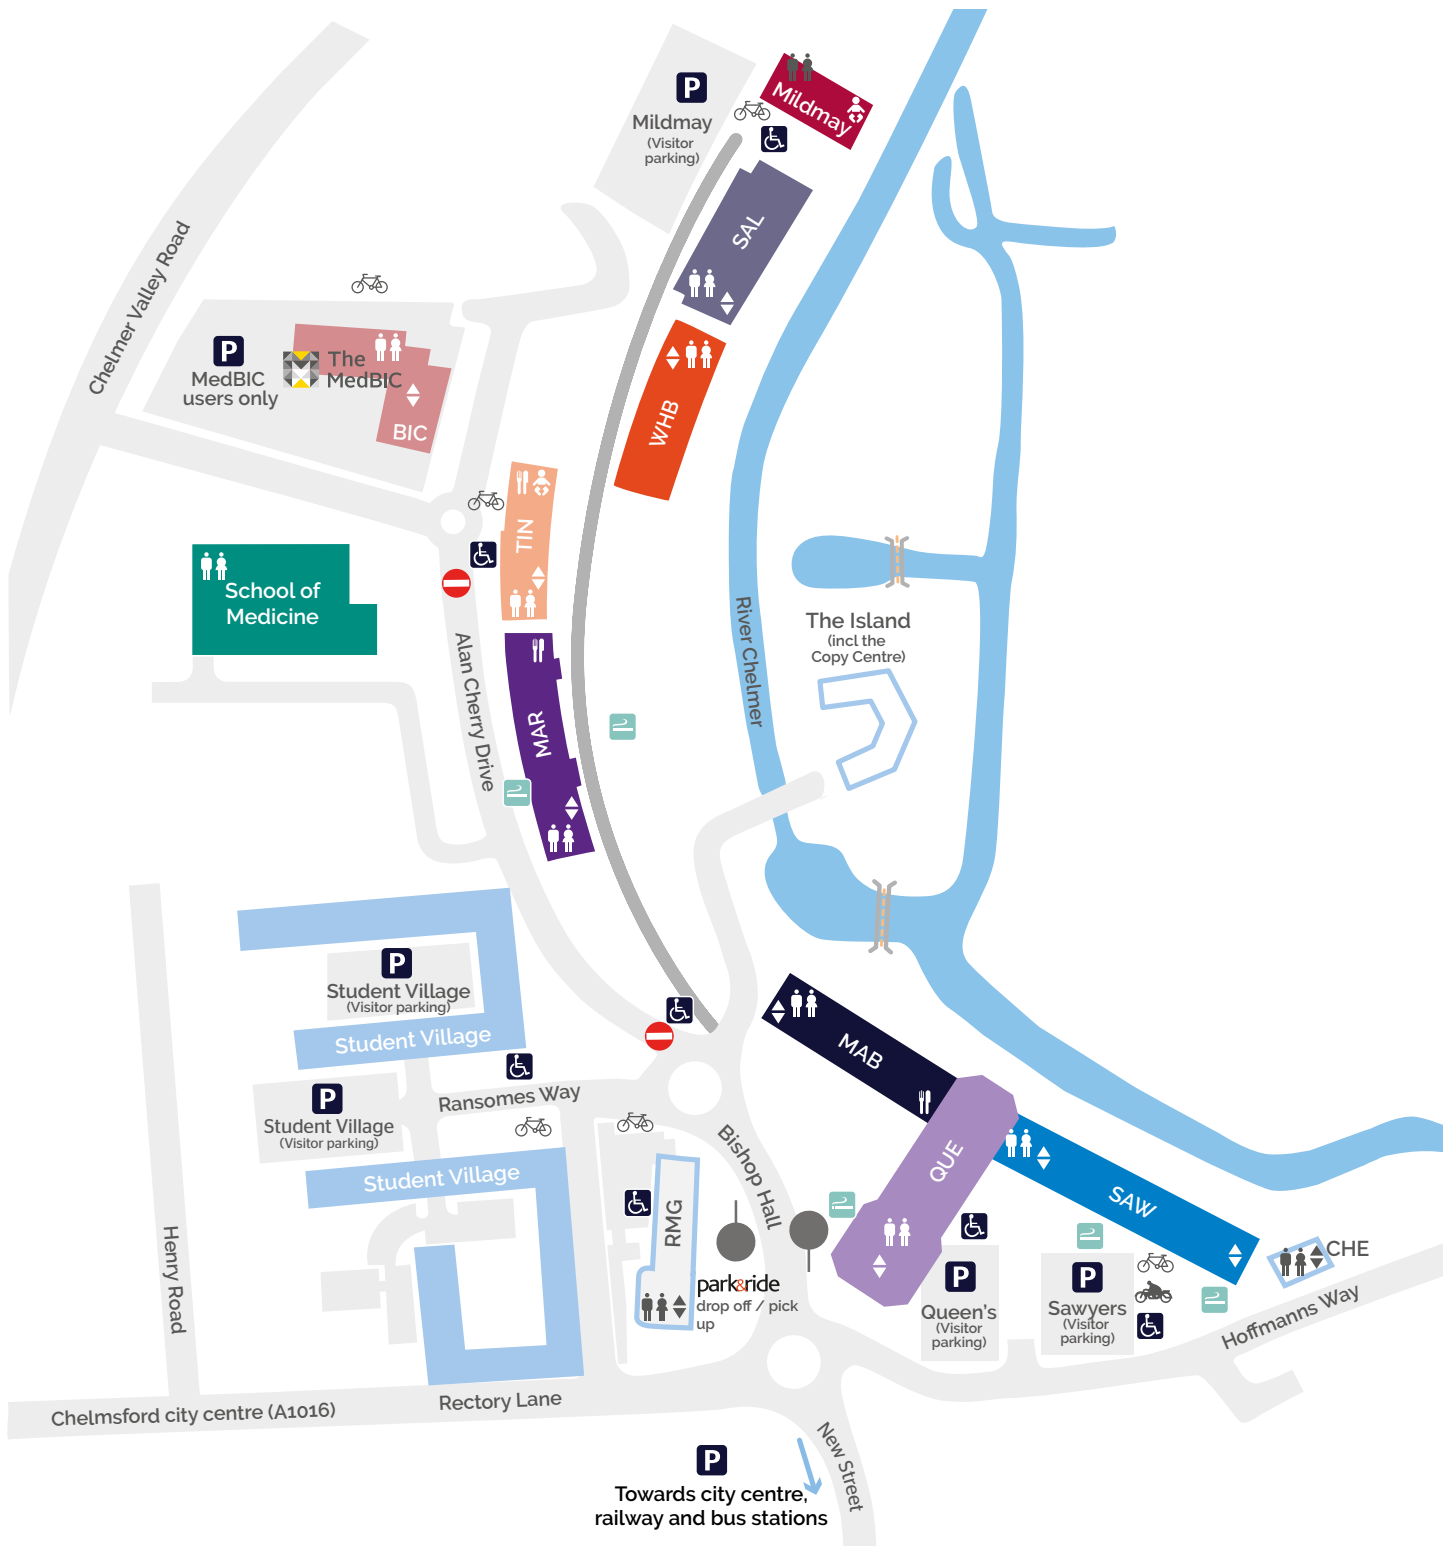 P
Mildmay
(Visitor
parking)
Mildmay
SAL
Chelmer Valley Road
P
MedBIC
users only
The
MedBIC
BIC
WHB
TIN
School of
Medicine
Alan Cherry Drive
MAR
River Chelmer
The Island
(incl the
Copy Centre)
P
Student Village
(Visitor parking)
Student Village
P
Student Village
(Visitor parking)
Ransomes Way
Student Village
MAB
QUE
SAW
Bishop Hall
RMG
Henry Road
park&ride
drop off / pick
up
P
Queen's
(Visitor
parking)
P
Sawyers
(Visitor
parking)
CHE
Hoffmanns Way
Chelmsford city centre (A1016)
Rectory Lane
New Street
P
Towards city centre,
railway and bus stations